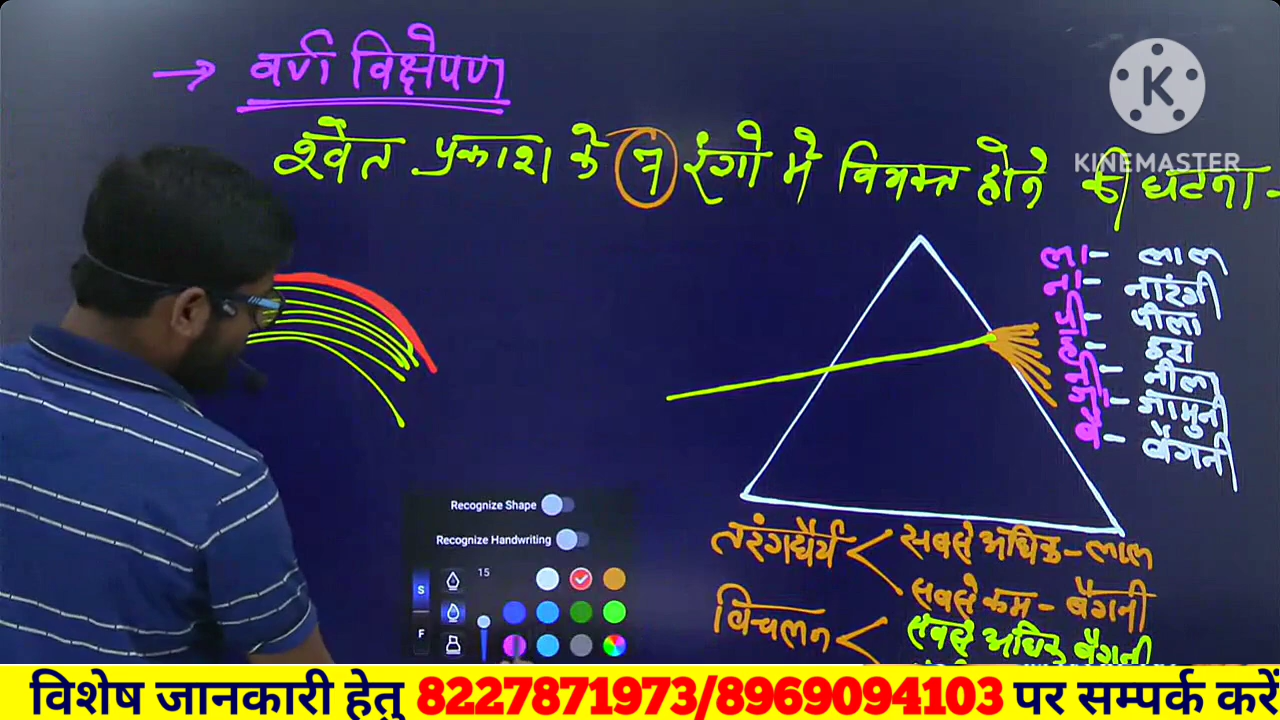 → वर्ण विक्षेपण
श्वेत प्रकाश के 7 रंगो मे विभक्त होने की घटना -
K
KINEMASTER
ल - लाल
ना - नारंगी
पी - पीला
ह - हरा
नी - नीला
जा - जामुनी
बै - बैगनी
तरंगधैर्य < सबसे अधिक - लाल
सबसे कम - बैगनी
विचलन < सबसे अधिक बैगनी
Recognize Shape
Recognize Handwriting
S
15
F
विशेष जानकारी हेतु 8227871973/8969094103 पर सम्पर्क करें